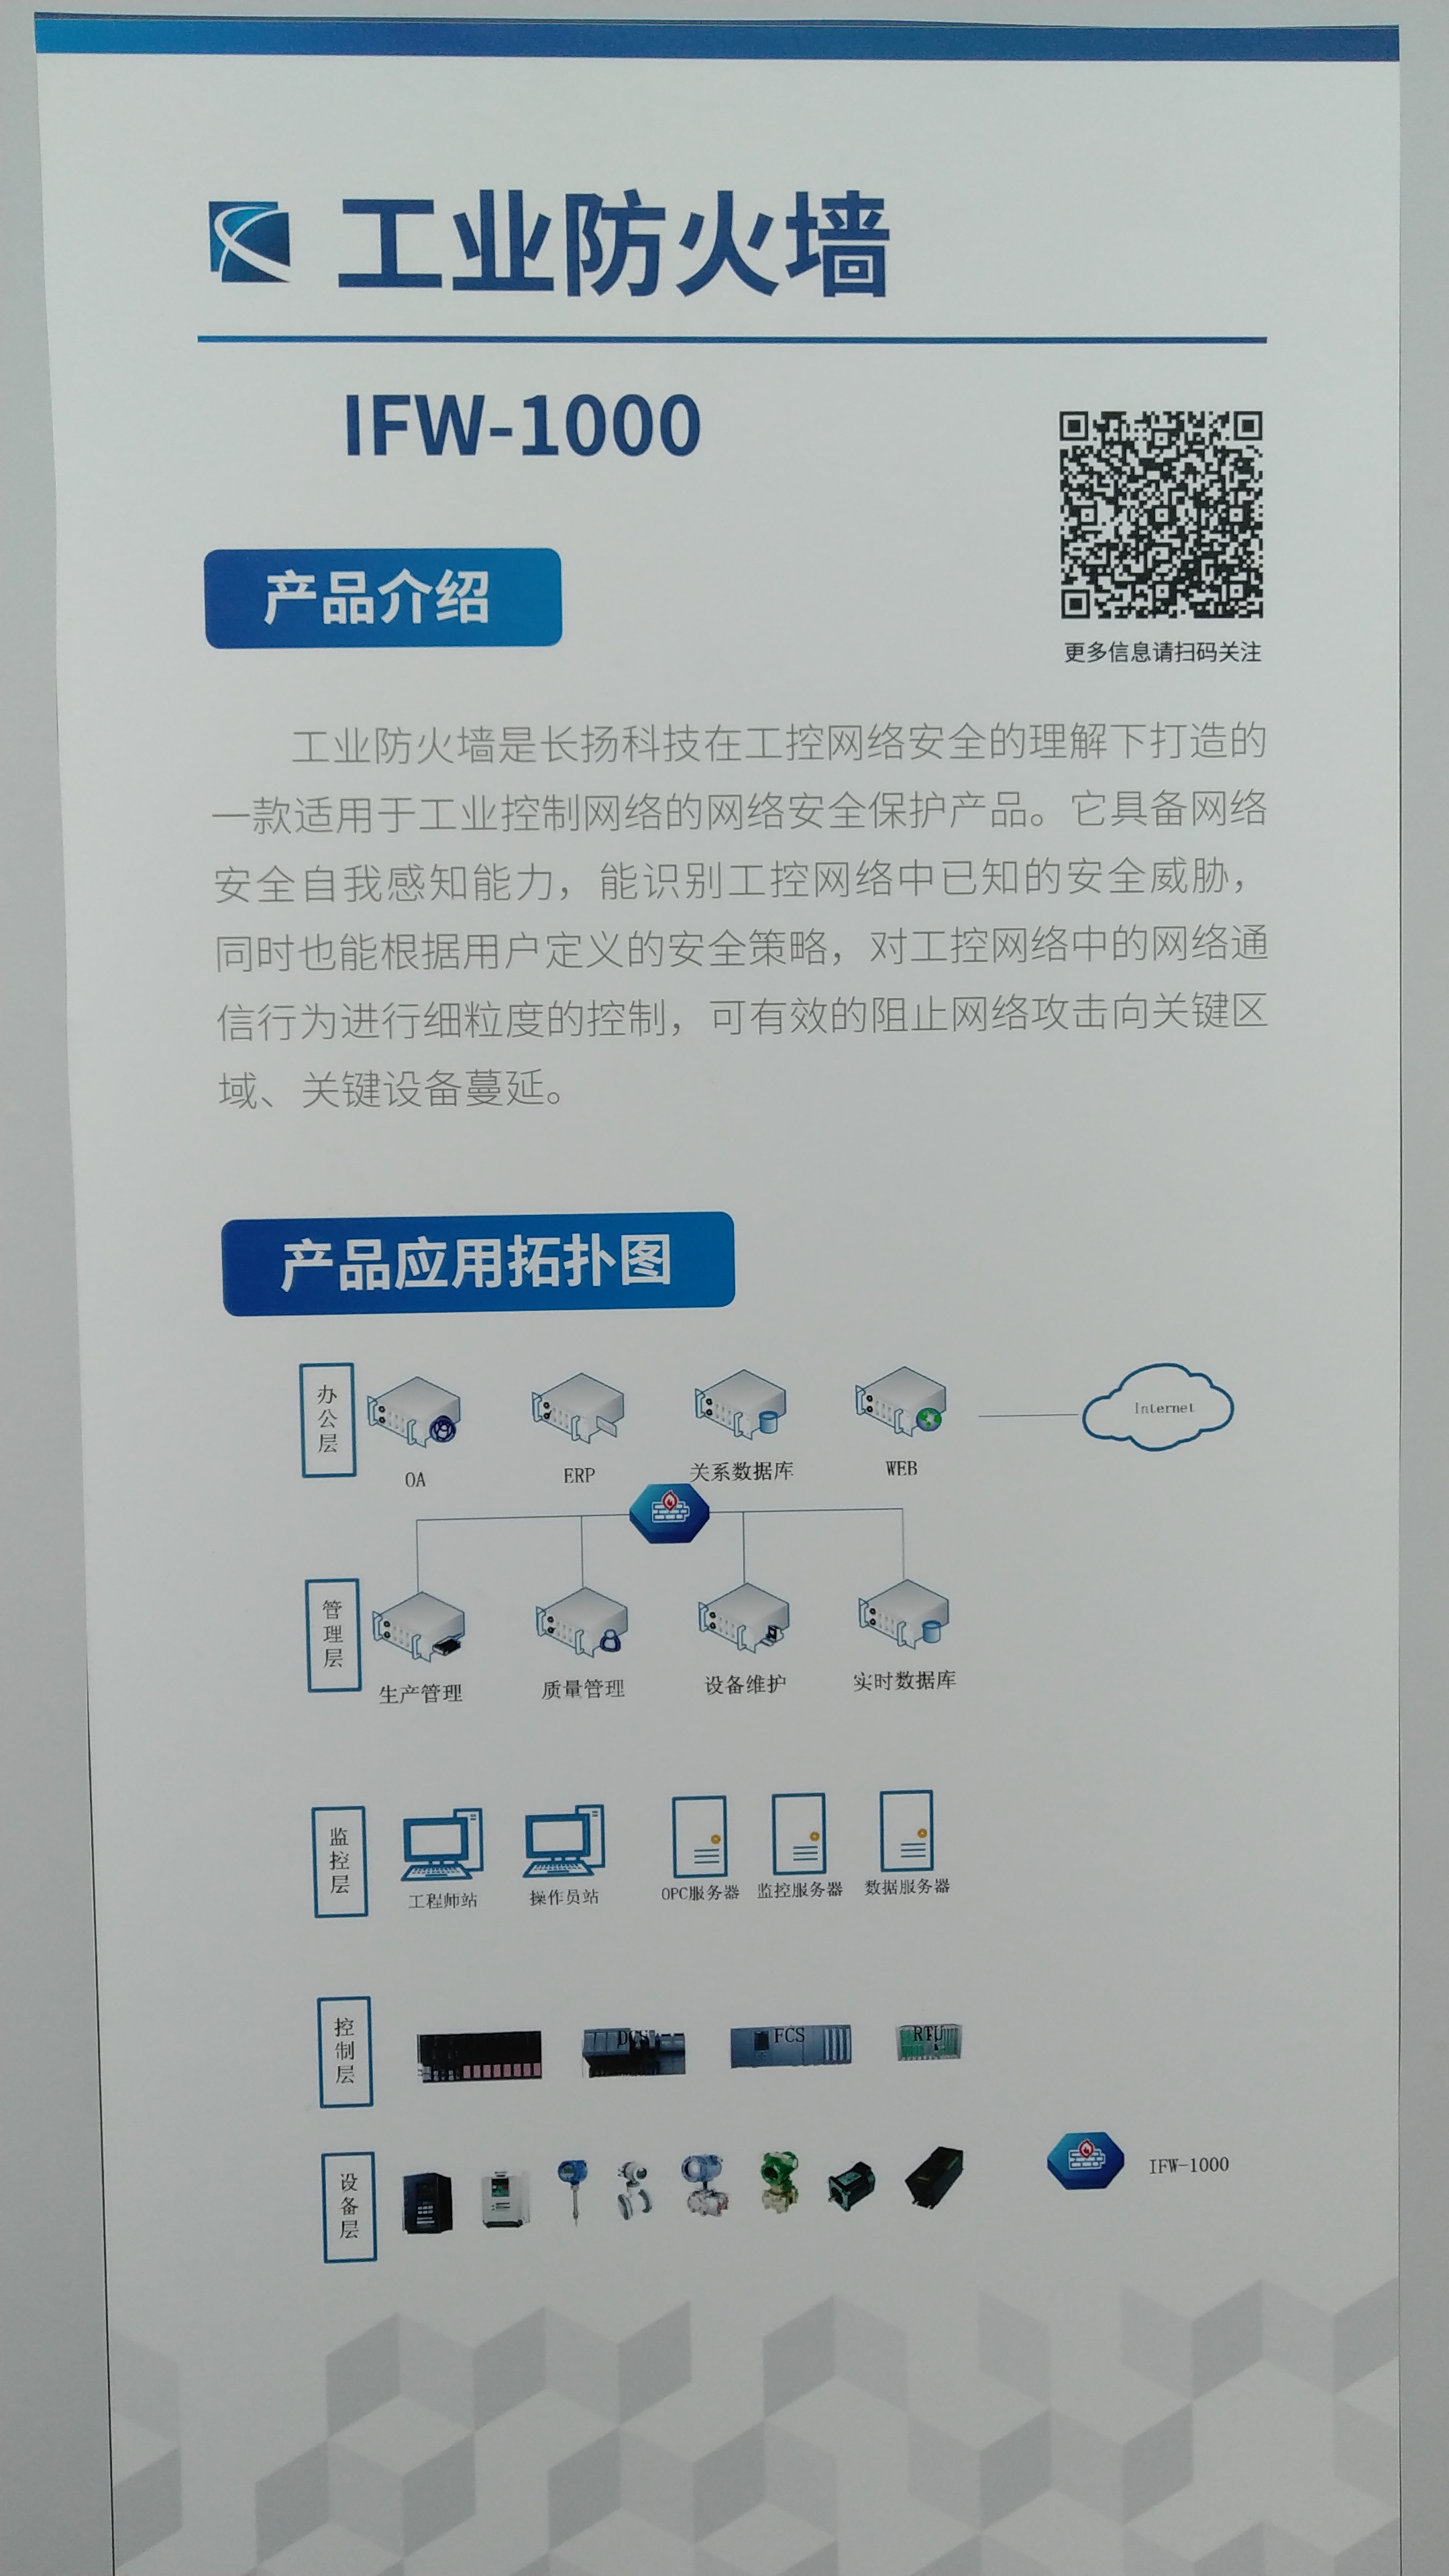 工业防火墙
IFW-1000
更多信息请扫码关注
产品介绍
工业防火墙是长扬科技在工控网络安全的理解下打造的
一款适用于工业控制网络的网络安全保护产品。它具备网络
安全自我感知能力，能识别工控网络中已知的安全威胁，
同时也能根据用户定义的安全策略，对工控网络中的网络通
信行为进行细粒度的控制，可有效的阻止网络攻击向关键区
域、关键设备蔓延。
产品应用拓扑图
办公层
OA
ERP
关系数据库
WEB
Internet
管理层
生产管理
质量管理
设备维护
实时数据库
监控层
工程师站
操作员站
OPC服务器
监控服务器
数据服务器
控制层
DCS
FCS
RTU
设备层
IFW-1000